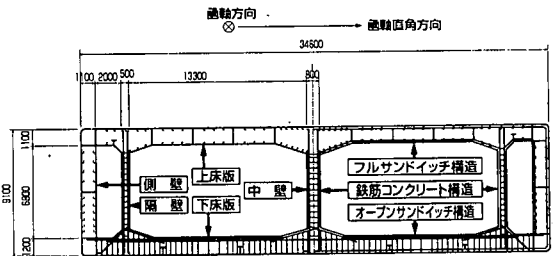 函軸方向
函軸直角方向
34600
1100 2000 500 13300 800
1100
9100
6800
1200
側壁
上床版
中壁
隔壁
下床版
フルサンドイッチ構造
鉄筋コンクリート構造
オープンサンドイッチ構造